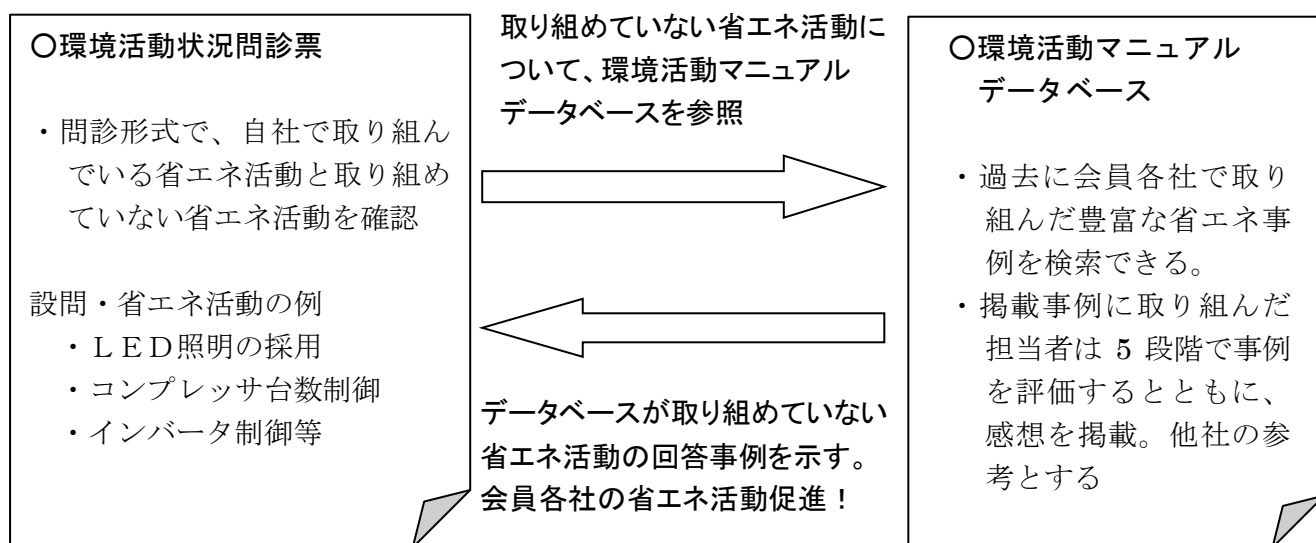 〇環境活動状況問診票
・問診形式で、自社で取り組ん
でいる省エネ活動と取り組め
ていない省エネ活動を確認
設問・省エネ活動の例
・ＬＥＤ照明の採用
・コンプレッサ台数制御
・インバータ制御等
取り組めていない省エネ活動に
ついて、環境活動マニュアル
データベースを参照
データベースが取り組めていない
省エネ活動の回答事例を示す。
会員各社の省エネ活動促進！
〇環境活動マニュアル
データベース
・過去に会員各社で取り
組んだ豊富な省エネ事
例を検索できる。
・掲載事例に取り組んだ
担当者は 5 段階で事例
を評価するとともに、
感想を掲載。他社の参
考とする